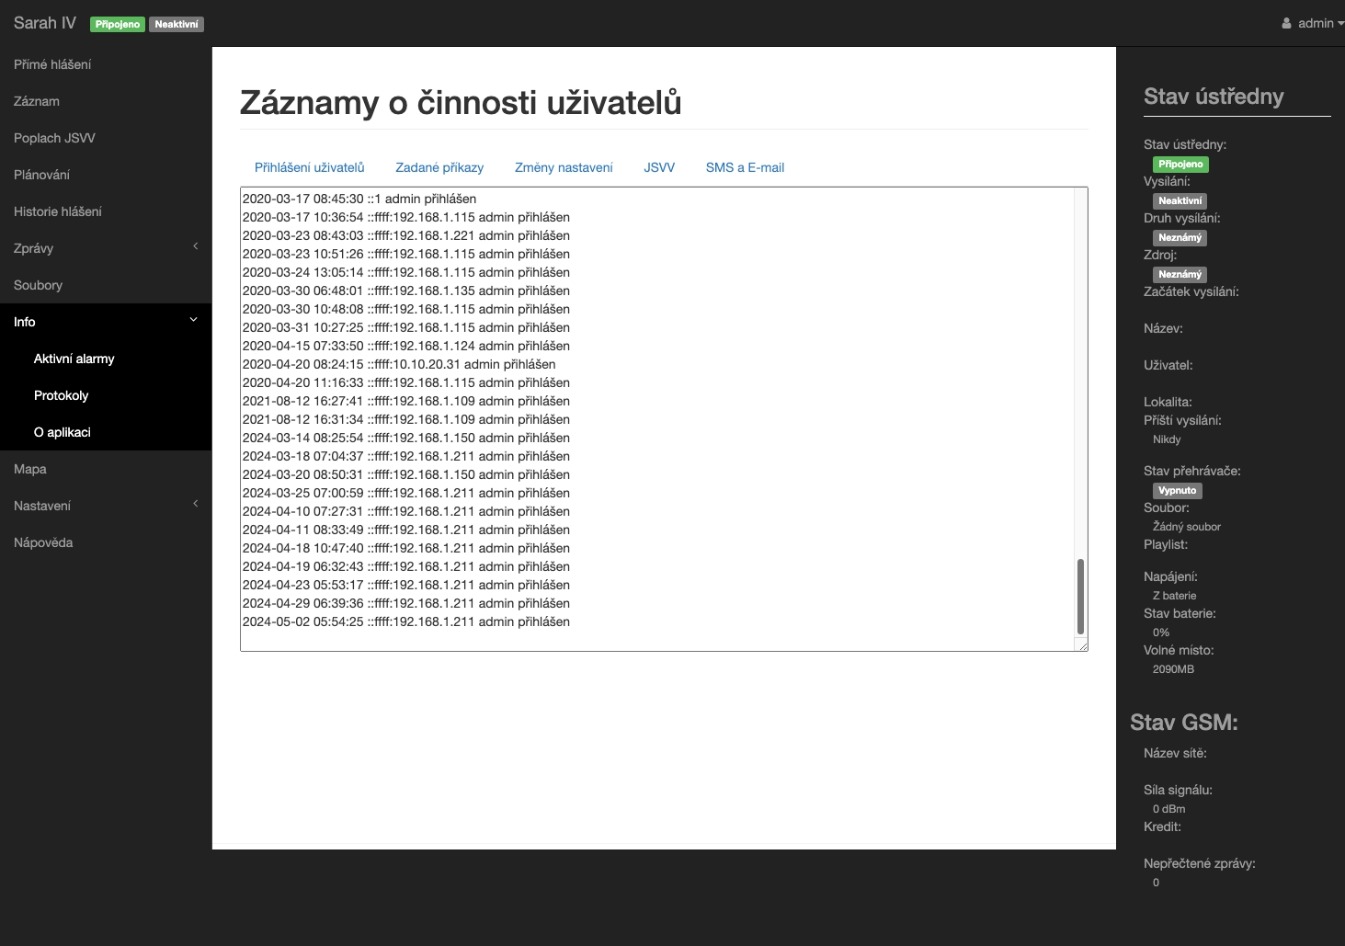 Sarah IV Připojeno Neaktivní
admin
Přímé hlášení
Záznam
Poplach JSVV
Plánování
Historie hlášení
Zprávy
Soubory
Info
Aktivní alarmy
Protokoly
O aplikaci
Mapa
Nastavení
Nápověda
Záznamy o činnosti uživatelů
Přihlášení uživatelů Zadané příkazy Změny nastavení JSVV SMS a E-mail
2020-03-17 08:45:30 ::1 admin přihlášen
2020-03-17 10:36:54 ::ffff:192.168.1.115 admin přihlášen
2020-03-23 08:43:03 ::ffff:192.168.1.221 admin přihlášen
2020-03-23 10:51:26 ::ffff:192.168.1.115 admin přihlášen
2020-03-24 13:05:14 ::ffff:192.168.1.115 admin přihlášen
2020-03-30 06:48:01 ::ffff:192.168.1.135 admin přihlášen
2020-03-30 10:48:08 ::ffff:192.168.1.115 admin přihlášen
2020-03-31 10:27:25 ::ffff:192.168.1.115 admin přihlášen
2020-04-15 07:33:50 ::ffff:192.168.1.124 admin přihlášen
2020-04-20 08:24:15 ::ffff:10.10.20.31 admin přihlášen
2020-04-20 11:16:33 ::ffff:192.168.1.115 admin přihlášen
2021-08-12 16:27:41 ::ffff:192.168.1.109 admin přihlášen
2021-08-12 16:31:34 ::ffff:192.168.1.109 admin přihlášen
2024-03-14 08:25:54 ::ffff:192.168.1.150 admin přihlášen
2024-03-18 07:04:37 ::ffff:192.168.1.211 admin přihlášen
2024-03-20 08:50:31 ::ffff:192.168.1.150 admin přihlášen
2024-03-25 07:00:59 ::ffff:192.168.1.211 admin přihlášen
2024-04-10 07:27:31 ::ffff:192.168.1.211 admin přihlášen
2024-04-11 08:33:49 ::ffff:192.168.1.211 admin přihlášen
2024-04-18 10:47:40 ::ffff:192.168.1.211 admin přihlášen
2024-04-19 06:32:43 ::ffff:192.168.1.211 admin přihlášen
2024-04-23 05:53:17 ::ffff:192.168.1.211 admin přihlášen
2024-04-29 06:39:36 ::ffff:192.168.1.211 admin přihlášen
2024-05-02 05:54:25 ::ffff:192.168.1.211 admin přihlášen
Stav ústředny
Stav ústředny:
Připojeno
Vysílání:
Neaktivní
Druh vysílání:
Neznámý
Zdroj:
Neznámý
Začátek vysílání:
Název:
Uživatel:
Lokalita:
Příští vysílání:
Nikdy
Stav přehrávače:
Vypnuto
Soubor:
Žádný soubor
Playlist:
Napájení:
Z baterie
Stav baterie:
0%
Volné místo:
2090MB
Stav GSM:
Název sítě:
Síla signálu:
0 dBm
Kredit:
Nepřečtené zprávy:
0